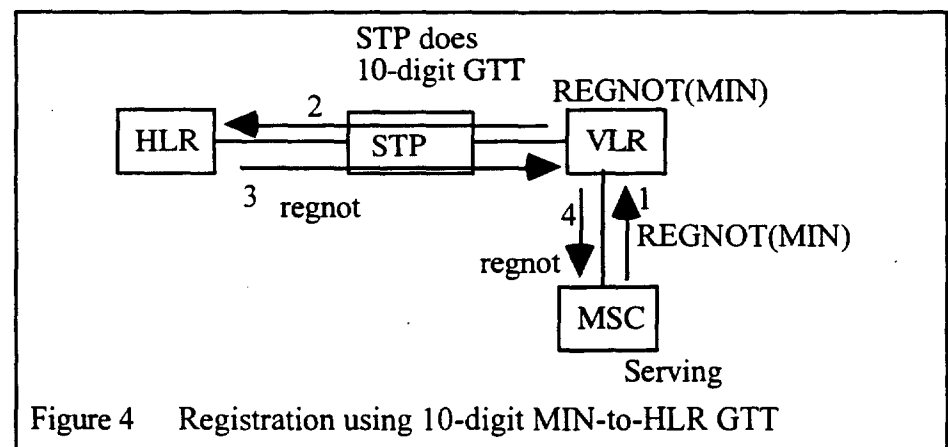 STP does
10-digit GTT
REGNOT(MIN)
2
HLR
STP
VLR
3
regnot
4
1
REGNOT(MIN)
regnot
MSC
Serving
Figure 4 Registration using 10-digit MIN-to-HLR GTT